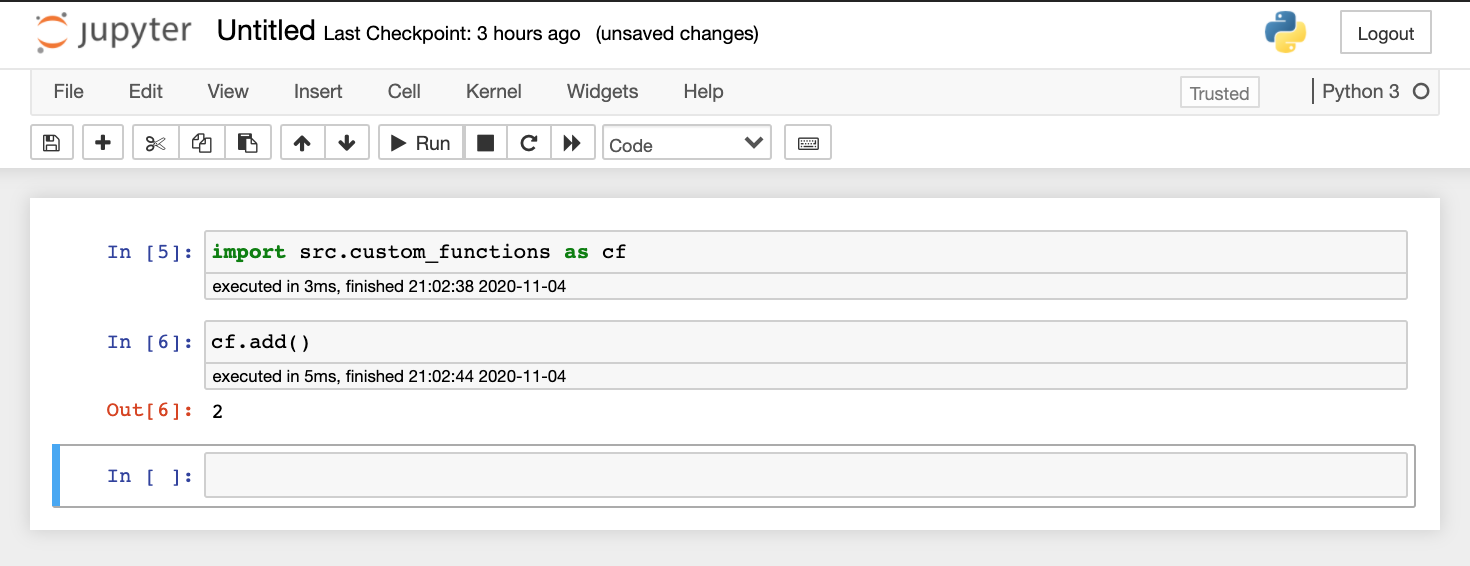 jupyter Untitled Last Checkpoint: 3 hours ago (unsaved changes) Logout
File Edit View Insert Cell Kernel Widgets Help Trusted Python 3
Run Code
In [5]: import src.custom_functions as cf
executed in 3ms, finished 21:02:38 2020-11-04
In [6]: cf.add()
executed in 5ms, finished 21:02:44 2020-11-04
Out[6]: 2
In [ ]: